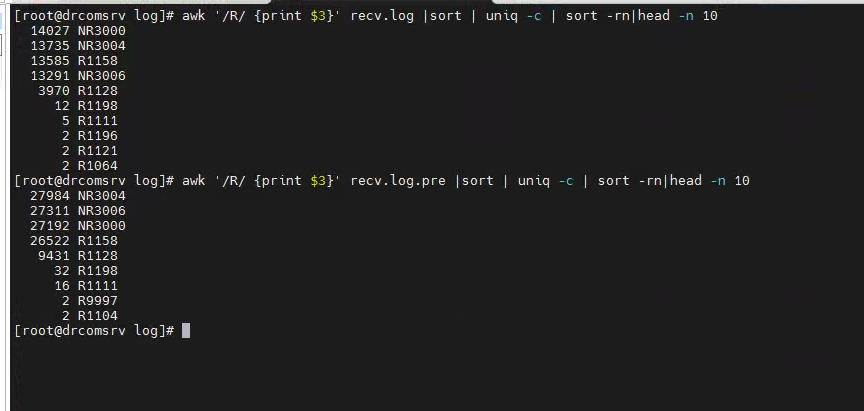 [root@drcomsrv log]# awk '/R/ {print $3}' recv.log |sort | uniq -c | sort -rn|head -n 10
14027 NR3000
13735 NR3004
13585 R1158
13291 NR3006
3970 R1128
12 R1198
5 R1111
2 R1196
2 R1121
2 R1064
[root@drcomsrv log]# awk '/R/ {print $3}' recv.log.pre |sort | uniq -c | sort -rn|head -n 10
27984 NR3004
27311 NR3006
27192 NR3000
26522 R1158
9431 R1128
32 R1198
16 R1111
2 R9997
2 R1104
[root@drcomsrv log]#